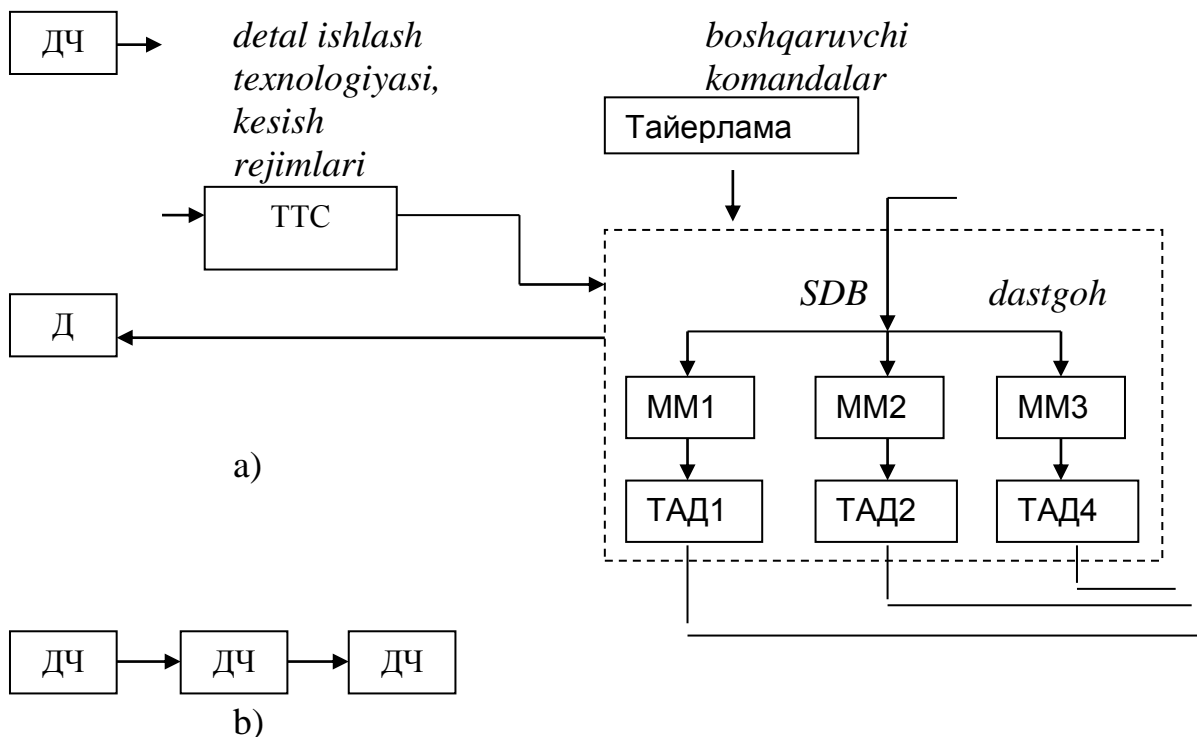 ДЧ
detal ishlash
texnologiyasi,
kesish
rejimlari
boshqaruvchi
komandalar
Тайерлама
ТТС
SDB
dastgoh
Д
ММ1
ММ2
ММ3
ТАД1
ТАД2
ТАД4
a)
ДЧ
ДЧ
ДЧ
b)